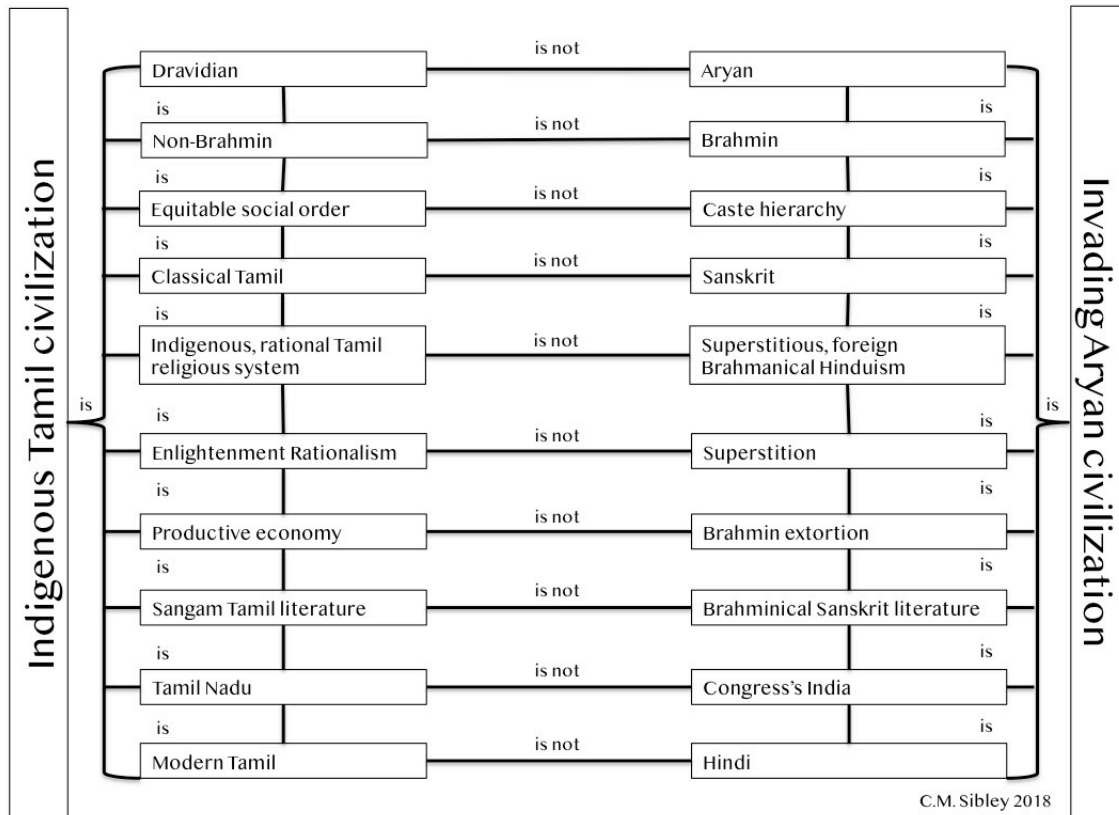 Indigenous Tamil civilization
Invading Aryan civilization
is
is
Dravidian
is not
Aryan
is
is
Non-Brahmin
is not
Brahmin
is
is
Equitable social order
is not
Caste hierarchy
is
is
Classical Tamil
is not
Sanskrit
is
is
Indigenous, rational Tamil
religious system
is not
Superstitious, foreign
Brahmanical Hinduism
is
is
Enlightenment Rationalism
is not
Superstition
is
is
Productive economy
is not
Brahmin extortion
is
is
Sangam Tamil literature
is not
Brahminical Sanskrit literature
is
is
Tamil Nadu
is not
Congress's India
is
is
Modern Tamil
is not
Hindi
C.M. Sibley 2018